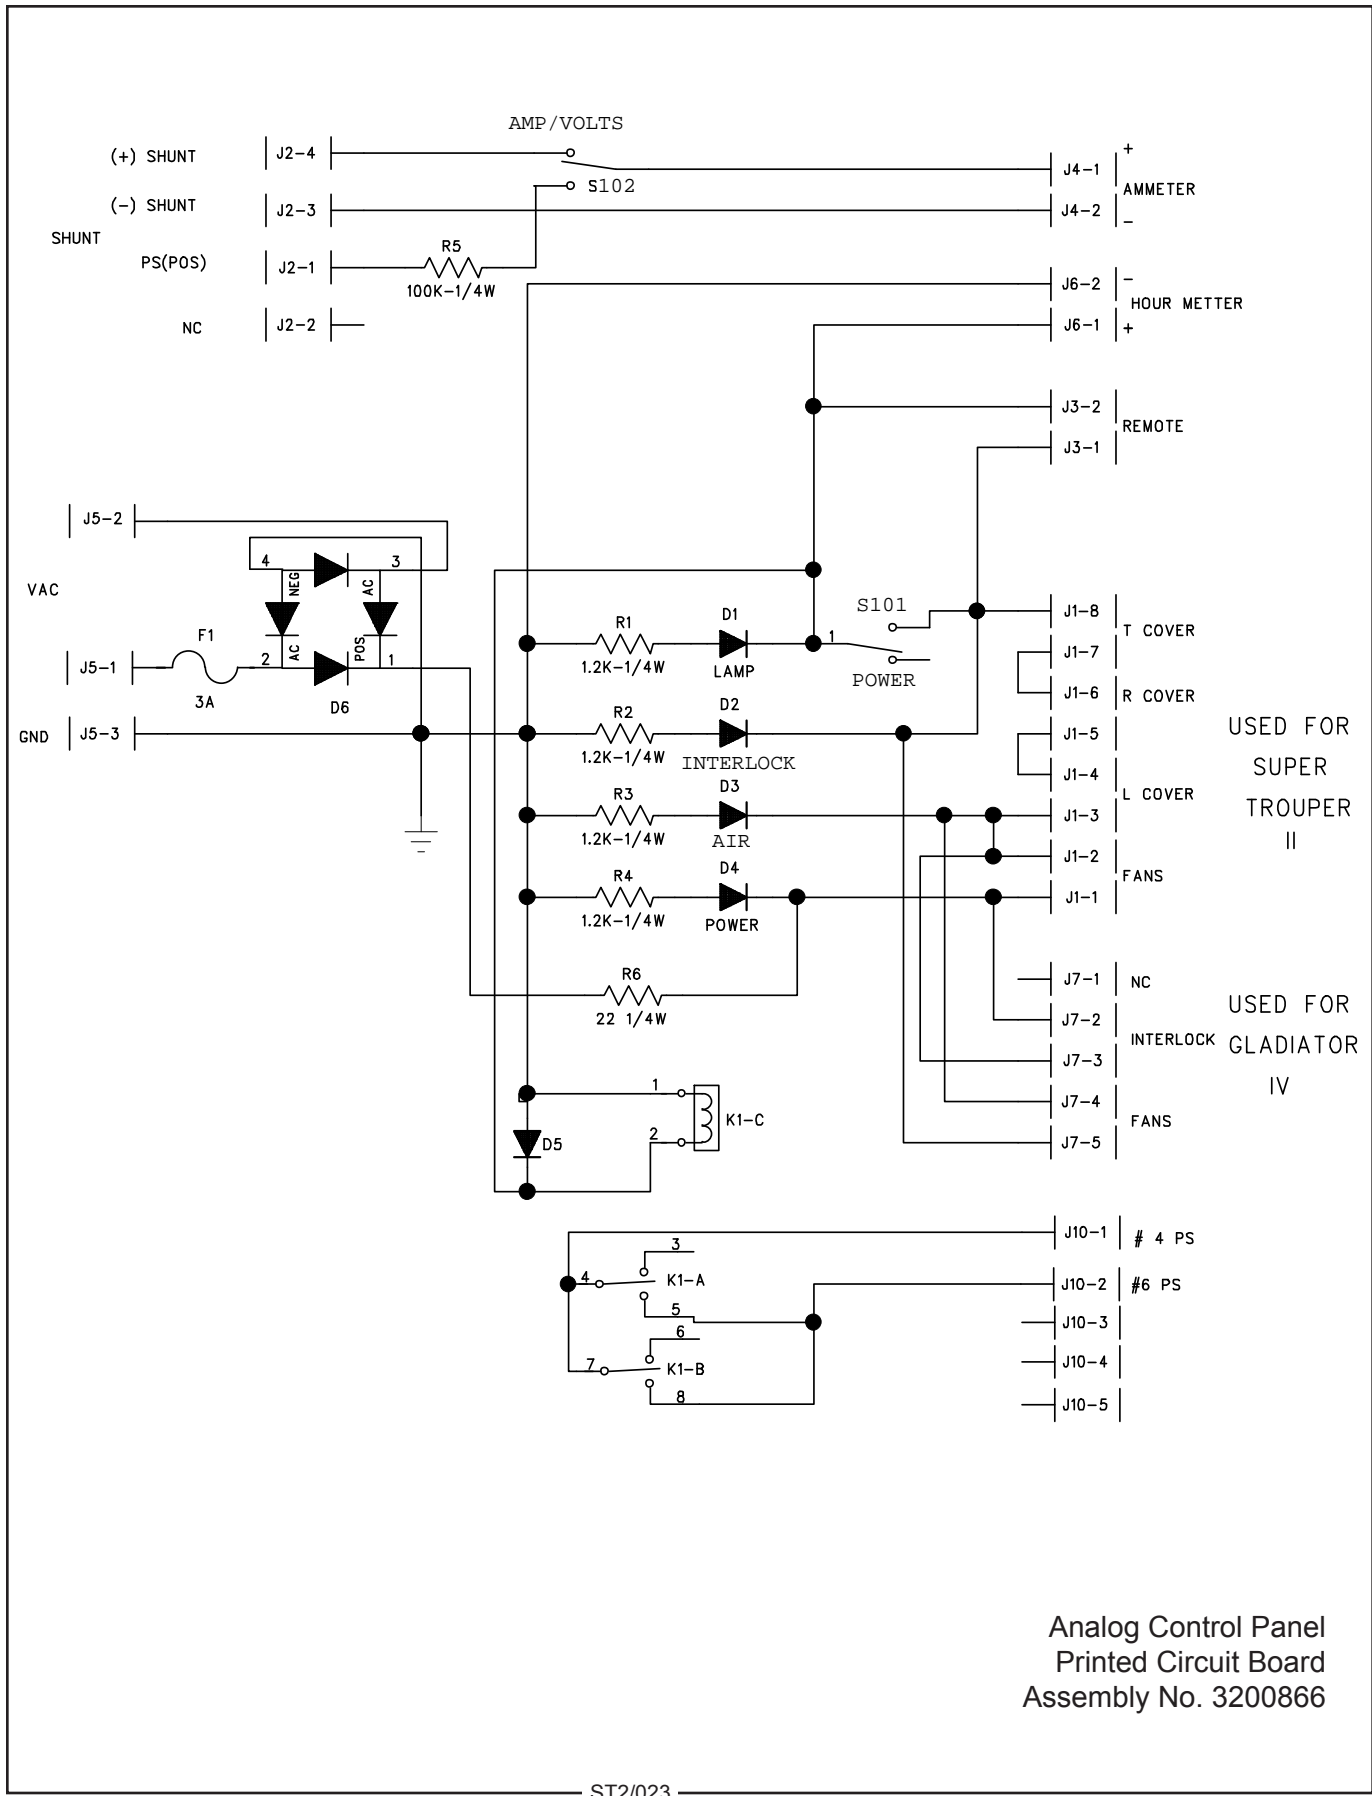 AMP/VOLTS
(+) SHUNT
J2-4
J4-1
+
S102
AMMETER
(-) SHUNT
J2-3
J4-2
-
SHUNT
R5
PS(POS)
J2-1
100K-1/4W
J6-2
-
HOUR METTER
NC
J2-2
J6-1
+
J3-2
REMOTE
J3-1
J5-2
4
3
NEG
AC
VAC
F1
J5-1
2
AC
POS
1
3A
D6
GND
J5-3
R1
D1
1.2K-1/4W
LAMP
S101
1
POWER
R2
D2
1.2K-1/4W
INTERLOCK
R3
D3
1.2K-1/4W
AIR
R4
D4
1.2K-1/4W
POWER
R6
22 1/4W
J1-8
T COVER
J1-7
J1-6
R COVER
J1-5
J1-4
L COVER
J1-3
J1-2
FANS
J1-1
USED FOR
SUPER
TROUPER
II
J7-1
NC
J7-2
INTERLOCK
J7-3
J7-4
FANS
J7-5
USED FOR
GLADIATOR
IV
1
K1-C
2
D5
J10-1
# 4 PS
3
4
K1-A
J10-2
#6 PS
5
J10-3
6
7
K1-B
J10-4
8
J10-5
Analog Control Panel
Printed Circuit Board
Assembly No. 3200866
ST2/023